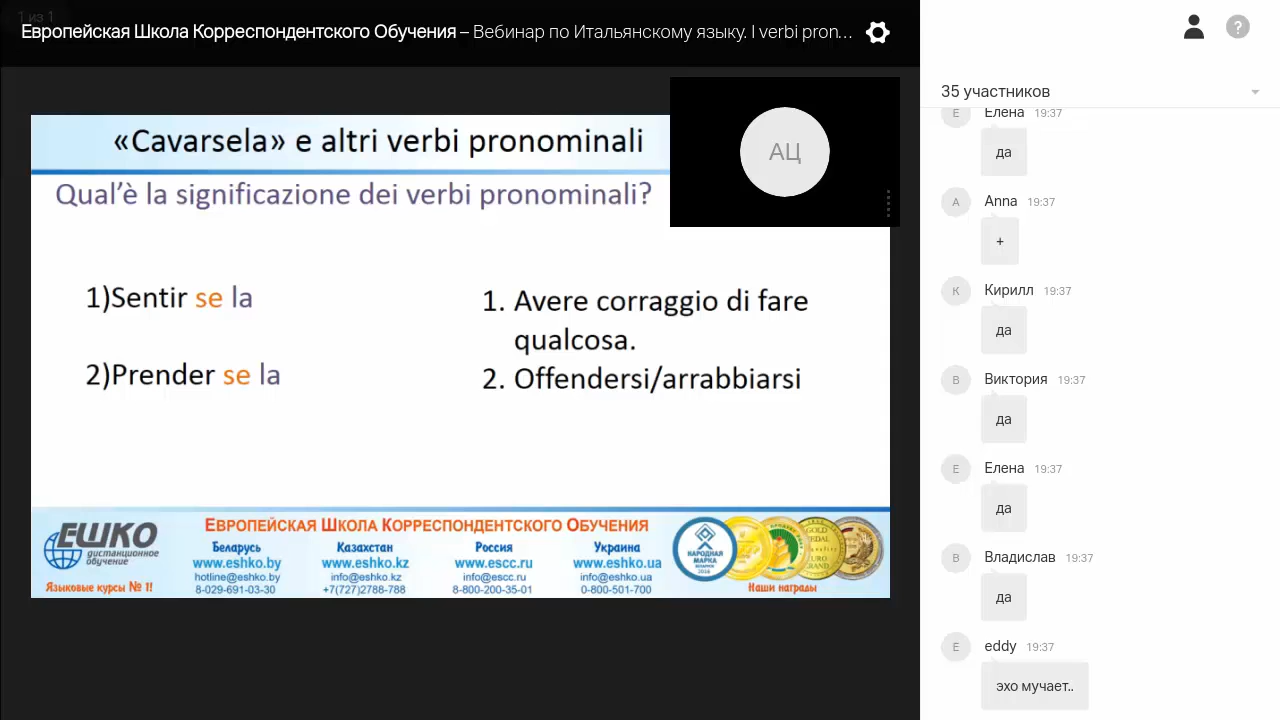 1 из 1
Европейская Школа Корреспондентского Обучения – Вебинар по Итальянскому языку. I verbi pron...
?
35 участников
«Cavarsela» e altri verbi pronominali
АЦ
Qual’è la significazione dei verbi pronominali?
1)Sentir se la
2)Prender se la
1. Avere corraggio di fare
qualcosa.
2. Offendersi/arrabbiarsi
ЕШКО
дистанционное
обучение
Языковые курсы № 1!
Европейская Школа Корреспондентского Обучения
Беларусь
www.eshko.by
hotline@eshko.by
8-029-691-03-30
Казахстан
www.eshko.kz
info@eshko.kz
+7(727)2788-788
Россия
www.escc.ru
info@escc.ru
8-800-200-35-01
Украина
www.eshko.ua
info@eshko.ua
0-800-501-700
НАРОДНАЯ
МАРКА
GOLD
MEDAL
Наши награды
Е Елена 19:37
да
A Anna 19:37
+
К Кирилл 19:37
да
В Виктория 19:37
да
Е Елена 19:37
да
В Владислав 19:37
да
E eddy 19:37
эхо мучает..